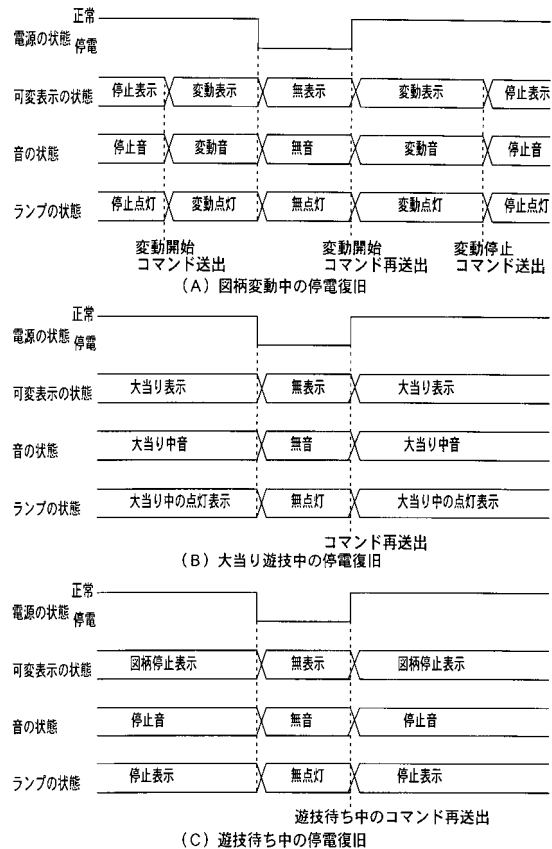 正常
電源の状態 停電
可変表示の状態 停止表示 変動表示 無表示 変動表示 停止表示
音の状態 停止音 変動音 無音 変動音 停止音
ランプの状態 停止点灯 変動点灯 無点灯 変動点灯 停止点灯
変動開始 変動開始 変動停止
コマンド送出 コマンド再送出 コマンド送出
(A) 図柄変動中の停電復旧
正常
電源の状態 停電
可変表示の状態 大当り表示 無表示 大当り表示
音の状態 大当り中音 無音 大当り中音
ランプの状態 大当り中の点灯表示 無点灯 大当り中の点灯表示
コマンド再送出
(B) 大当り遊技中の停電復旧
正常
電源の状態 停電
可変表示の状態 図柄停止表示 無表示 図柄停止表示
音の状態 停止音 無音 停止音
ランプの状態 停止表示 無点灯 停止表示
遊技待ち中のコマンド再送出
(C) 遊技待ち中の停電復旧